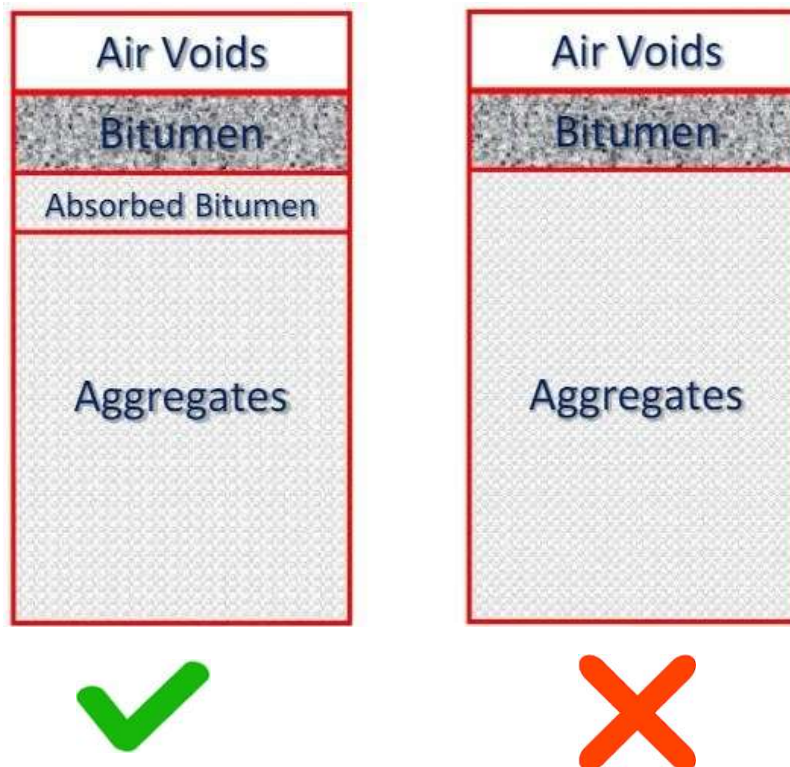 Air Voids
Bitumen
Absorbed Bitumen
Aggregates
Air Voids
Bitumen
Aggregates